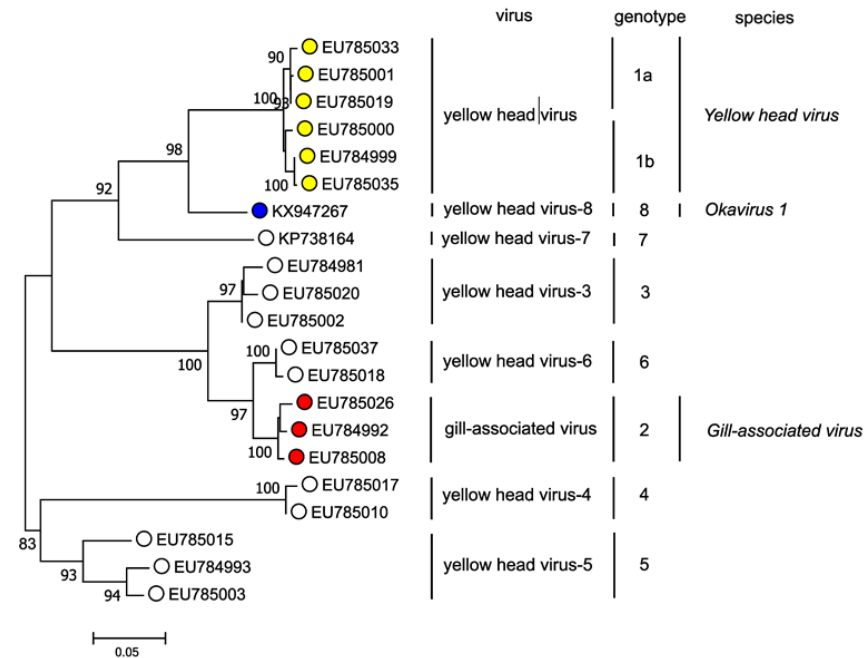 virus genotype species
90 EU785033
EU785001 1a
100 93 EU785019
EU785000 yellow head virus Yellow head virus
98 EU784999 1b
100 EU785035
92 KX947267 yellow head virus-8 8 Okavirus 1
KP738164 yellow head virus-7 7
EU784981
97 EU785020 yellow head virus-3 3
EU785002
100 100 EU785037 yellow head virus-6 6
EU785018
97 EU785026
EU784992 gill-associated virus 2 Gill-associated virus
100 EU785008
100 EU785017 yellow head virus-4 4
EU785010
83 EU785015
93 EU784993 yellow head virus-5 5
94 EU785003
0.05